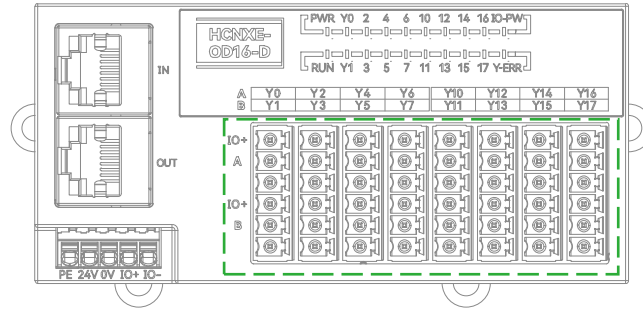 PWR Y0 2 4 6 10 12 14 16 IO-PW
HCNXE-
OD16-D
RUN Y1 3 5 7 11 13 15 17 Y-ERR
IN
A Y0 Y2 Y4 Y6 Y10 Y12 Y14 Y16
B Y1 Y3 Y5 Y7 Y11 Y13 Y15 Y17
IO+
A
OUT
IO+
B
PE 24V 0V IO+ IO-